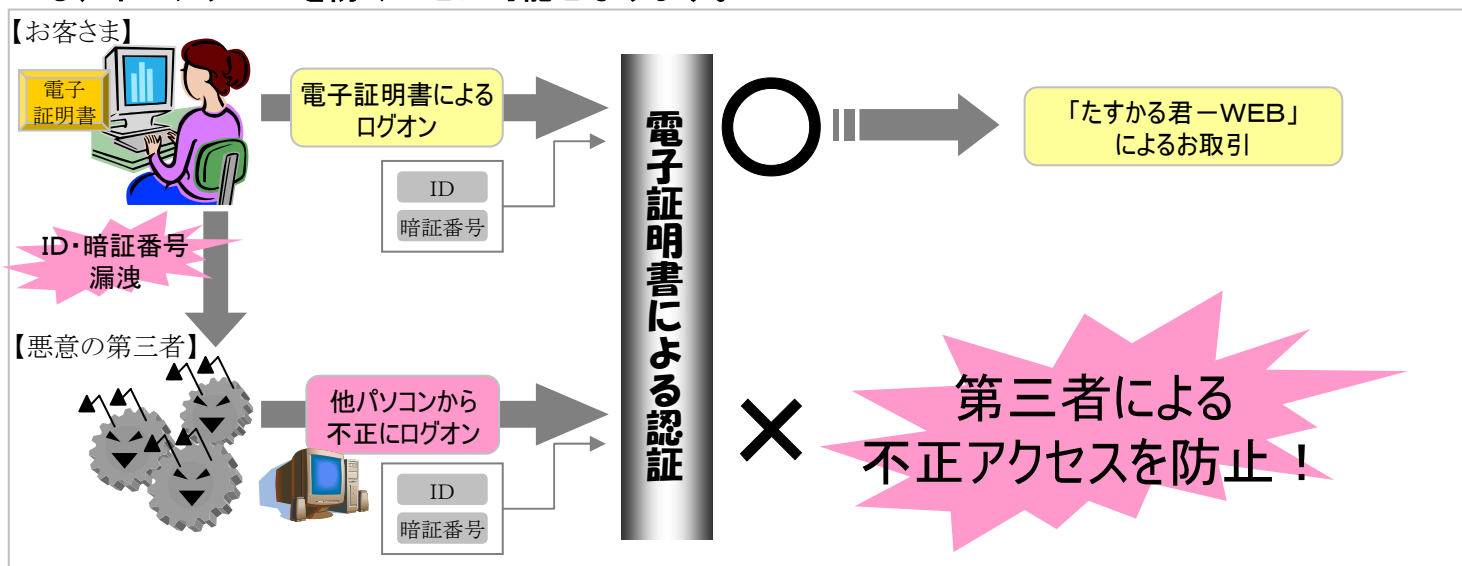 【お客さま】
電子
証明書
電子証明書による
ログオン
ID
暗証番号
電子証明書による認証
「たすかる君－WEB」
によるお取引
ID・暗証番号
漏洩
【悪意の第三者】
他パソコンから
不正にログオン
ID
暗証番号
第三者による
不正アクセスを防止！